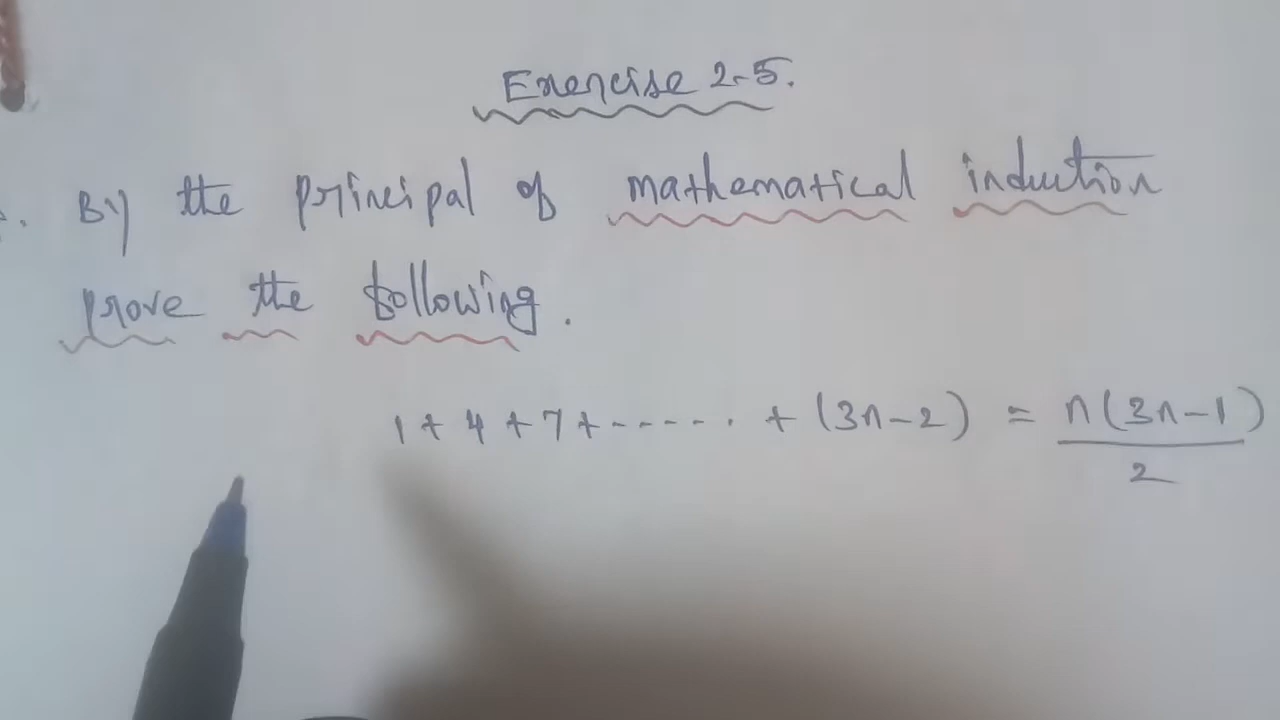 Exercise 2.5.
By the principal of mathematical induction
prove the following.
1 + 4 + 7 + ------ + (3n-2) = n(3n-1)
2